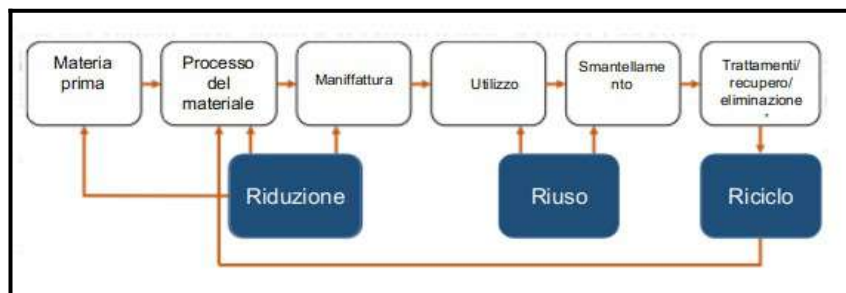 Materia
prima
Processo
del
materiale
Maniffattura
Utilizzo
Smantellame
nto
Trattamenti/
recupero/
eliminazione
Riduzione
Riuso
Riciclo